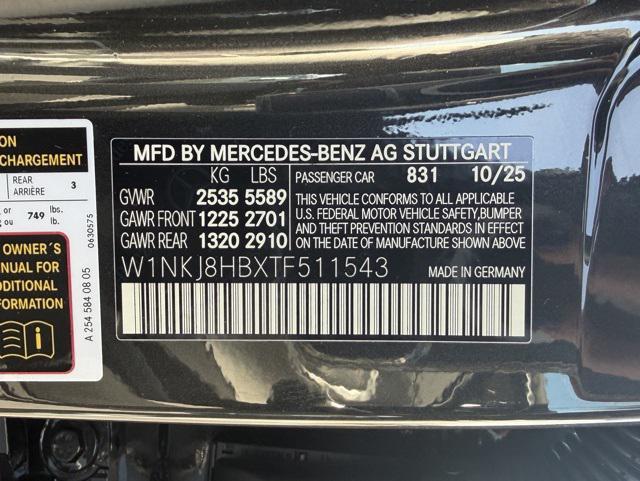 ON
CHARGEMENT
REAR
ARRIÈRE 3
or 749 lbs.
ou lb.
0630575
OWNER´S
ANUAL FOR
DITIONAL
FORMATION
A 254 584 08 05
MFD BY MERCEDES-BENZ AG STUTTGART
KG LBS PASSENGER CAR 831 10/25
GVWR 2535 5589
GAWR FRONT 1225 2701
GAWR REAR 1320 2910
THIS VEHICLE CONFORMS TO ALL APPLICABLE
U.S. FEDERAL MOTOR VEHICLE SAFETY,BUMPER
AND THEFT PREVENTION STANDARDS IN EFFECT
ON THE DATE OF MANUFACTURE SHOWN ABOVE.
W1NKJ8HBXTF511543 MADE IN GERMANY